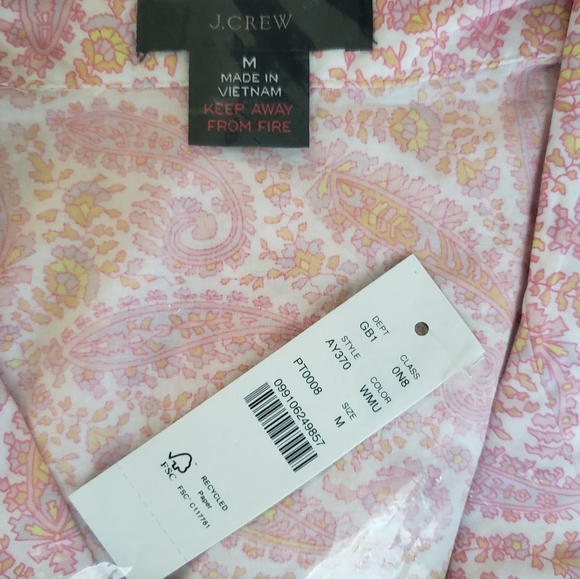 J.CREW
M
MADE IN
VIETNAM
KEEP AWAY
FROM FIRE
DEPT CLASS
GB1 0N8
STYLE COLOR SIZE
AY370 WMU M
PT0008
099106249857
FSC
RECYCLED
Paper
FSC® C117761